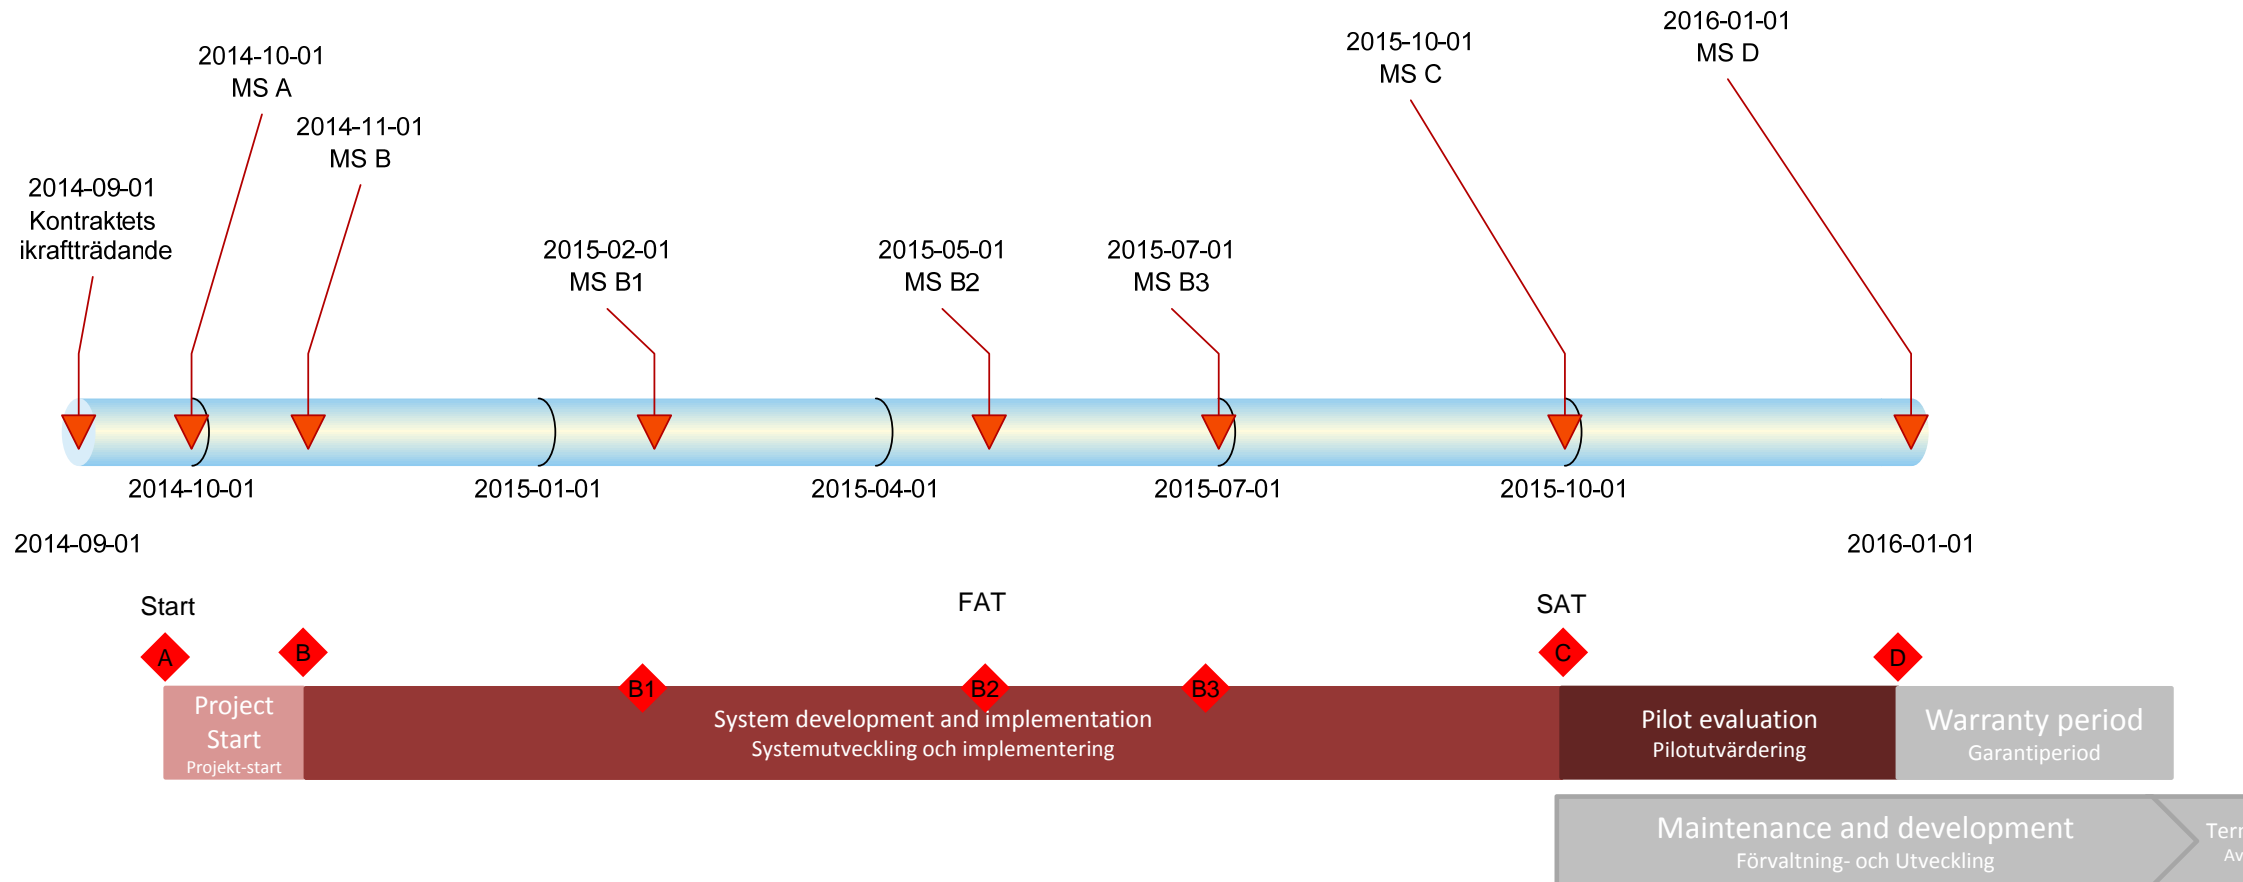 2016-01-01
MS D
2015-10-01
MS C
2014-10-01
MS A
2014-11-01
MS B
2014-09-01
Kontraktets
ikraftträdande
2015-02-01
MS B1
2015-05-01
MS B2
2015-07-01
MS B3
2014-10-01
2015-01-01
2015-04-01
2015-07-01
2015-10-01
2014-09-01
2016-01-01
Start
FAT
SAT
A
B
B1
B2
B3
C
D
Project
Start
Projekt-start
System development and implementation
Systemutveckling och implementering
Pilot evaluation
Pilotutvärdering
Warranty period
Garantiperiod
Maintenance and development
Förvaltning- och Utveckling